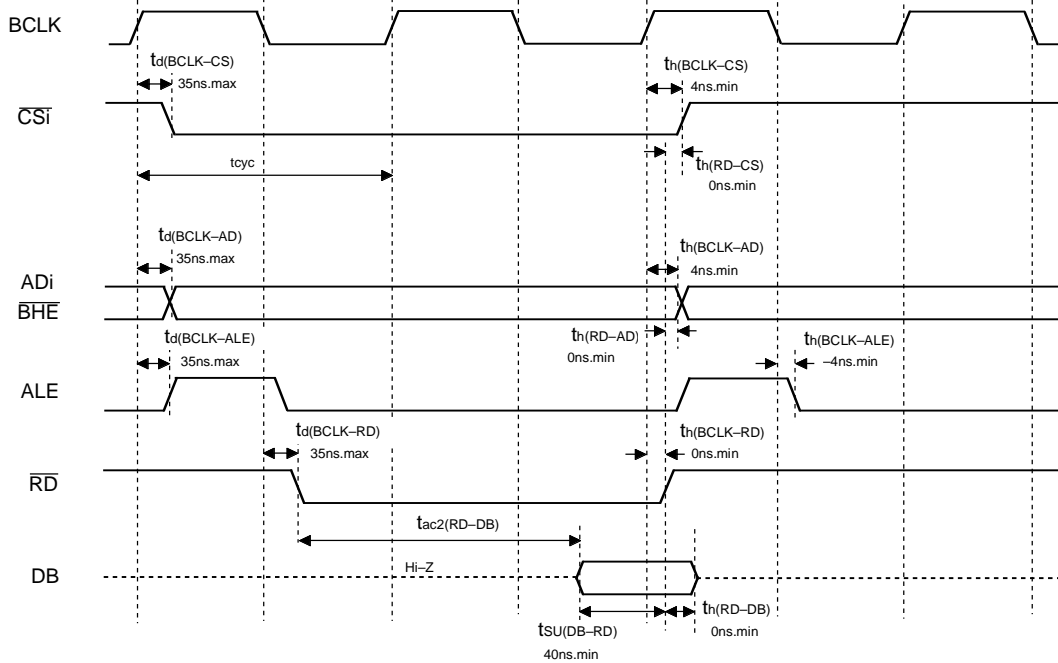 BCLK
td(BCLK–CS)
35ns.max
th(BCLK–CS)
4ns.min
CSi
tcyc
th(RD–CS)
0ns.min
td(BCLK–AD)
35ns.max
th(BCLK–AD)
4ns.min
ADi
BHE
td(BCLK–ALE)
35ns.max
th(RD–AD)
0ns.min
th(BCLK–ALE)
–4ns.min
ALE
td(BCLK–RD)
35ns.max
th(BCLK–RD)
0ns.min
RD
tac2(RD–DB)
Hi–Z
DB
tSU(DB–RD)
40ns.min
th(RD–DB)
0ns.min